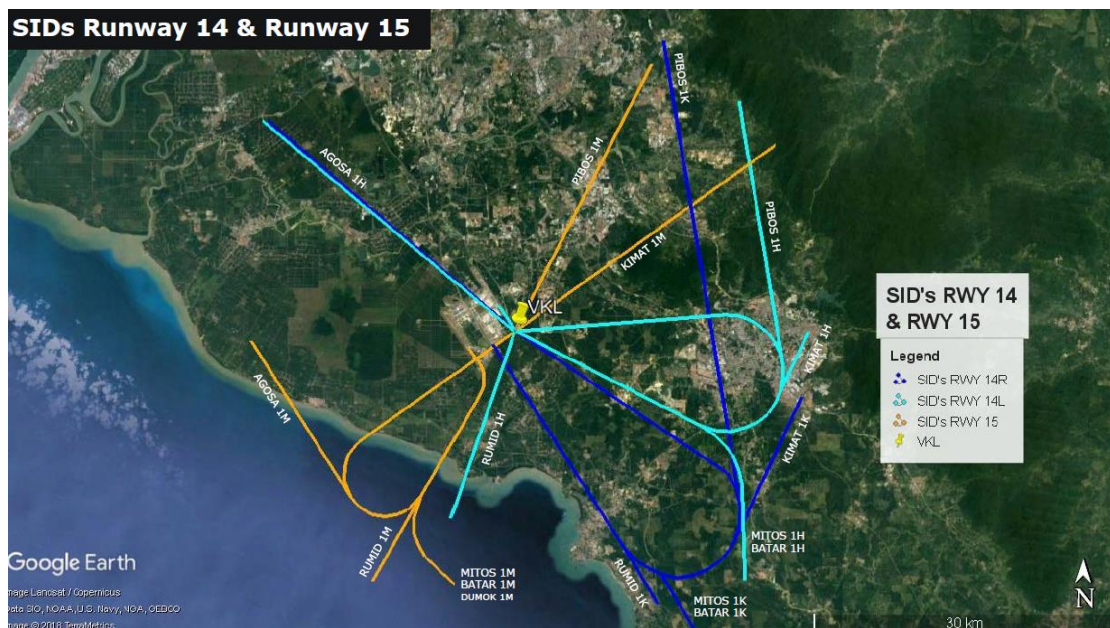 SIDs Runway 14 & Runway 15
PIBOS 1K
PIBOS 1M
AGOSA 1H
KIMAT 1M
PIBOS 1H
VKL
KIMAT 1H
AGOSA 1M
RUMID 1H
KIMAT 1K
RUMID 1M
MITOS 1M
BATAR 1M
DUMOK 1M
RUMID 1K
MITOS 1H
BATAR 1H
MITOS 1K
BATAR 1K
SID's RWY 14
& RWY 15
Legend
SID's RWY 14R
SID's RWY 14L
SID's RWY 15
VKL
Google Earth
mage Landsat / Copernicus
Data SIO, NOAA, U.S. Navy, NGA, GEBCO
mage © 2018 TerraMetrics
N
30 km